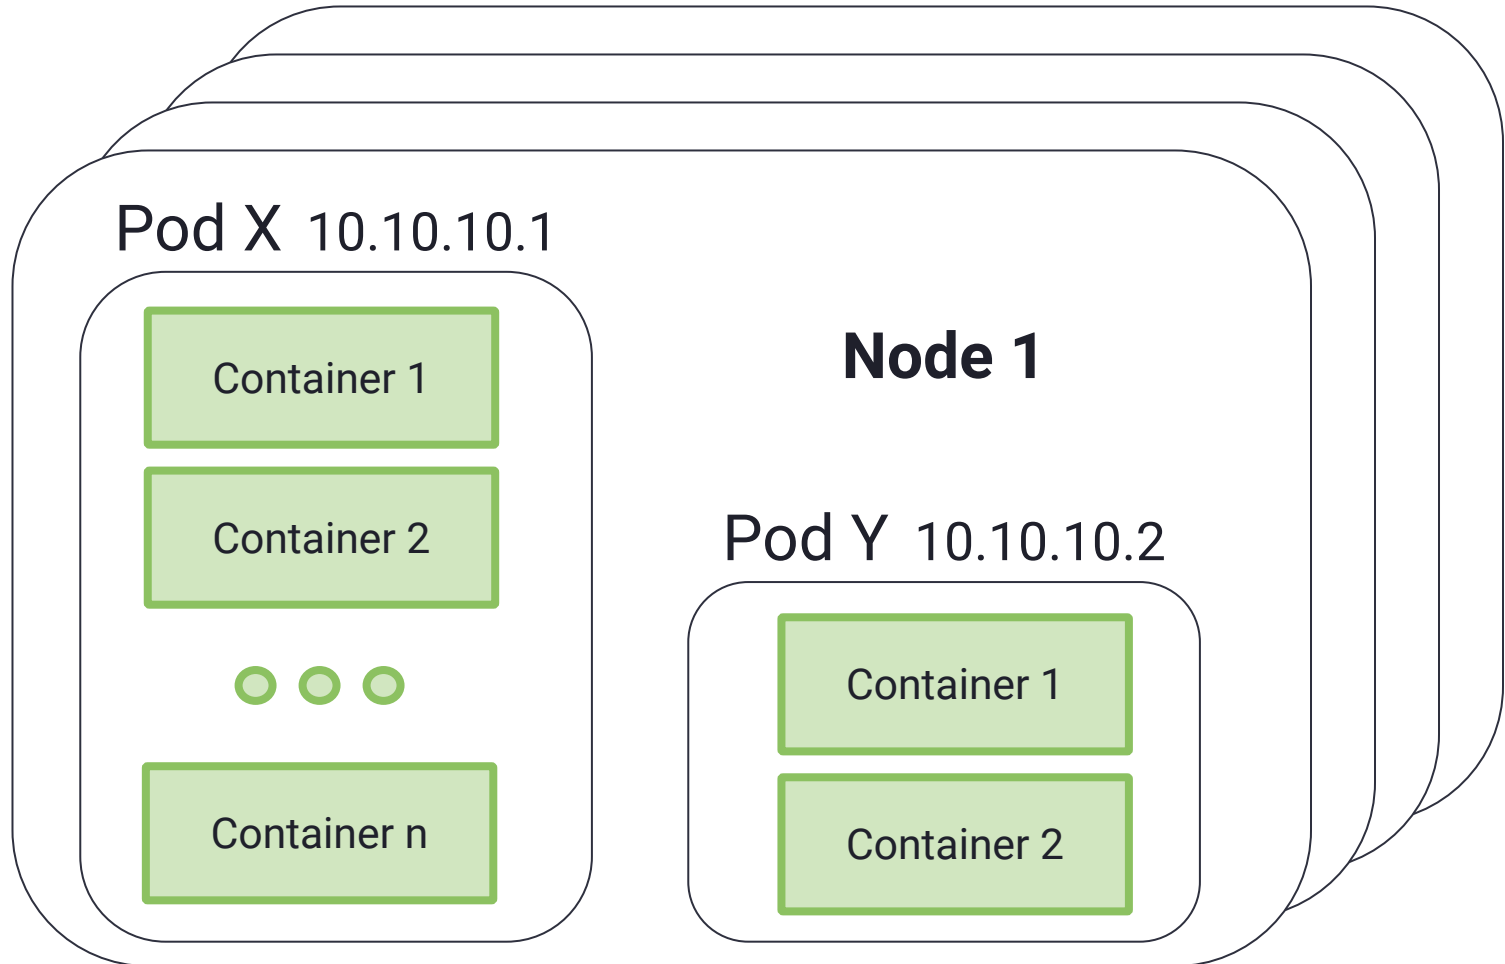 Pod X 10.10.10.1
Container 1
Container 2
Container n
Node 1
Pod Y 10.10.10.2
Container 1
Container 2